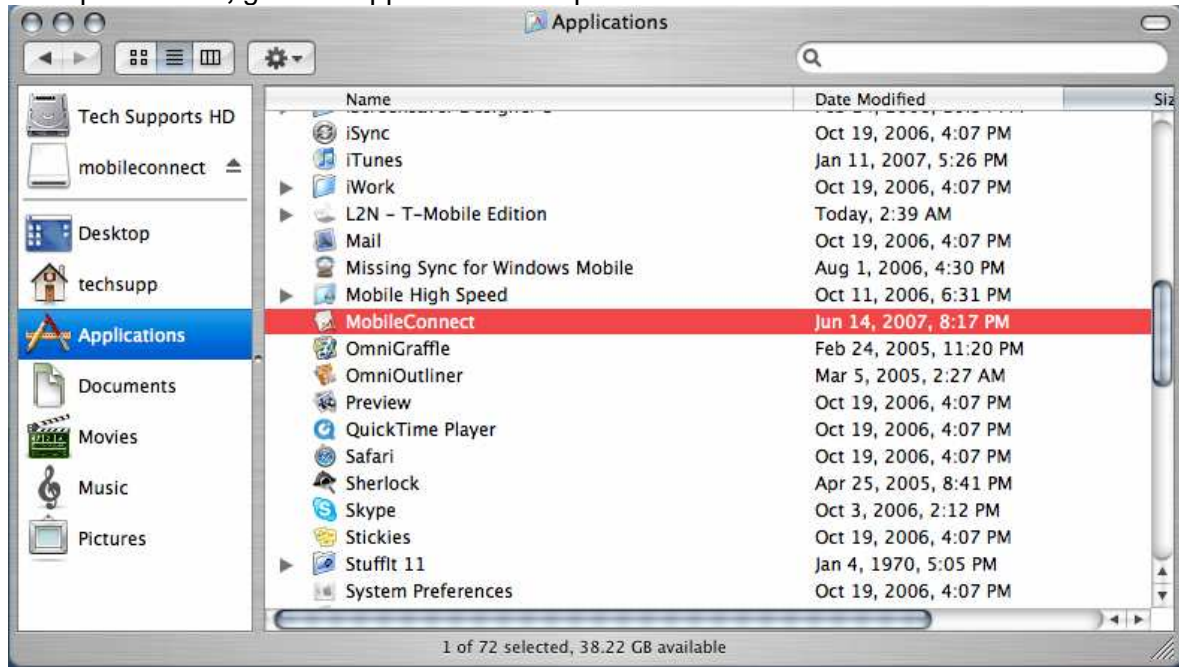 Applications
Tech Supports HD
mobileconnect
Desktop
techsupp
Applications
Documents
Movies
Music
Pictures
Name Date Modified Siz
iSync Oct 19, 2006, 4:07 PM
iTunes Jan 11, 2007, 5:26 PM
iWork Oct 19, 2006, 4:07 PM
L2N - T-Mobile Edition Today, 2:39 AM
Mail Oct 19, 2006, 4:07 PM
Missing Sync for Windows Mobile Aug 1, 2006, 4:30 PM
Mobile High Speed Oct 11, 2006, 6:31 PM
MobileConnect Jun 14, 2007, 8:17 PM
OmniGraffle Feb 24, 2005, 11:20 PM
OmniOutliner Mar 5, 2005, 2:27 AM
Preview Oct 19, 2006, 4:07 PM
QuickTime Player Oct 19, 2006, 4:07 PM
Safari Oct 19, 2006, 4:07 PM
Sherlock Apr 25, 2005, 8:41 PM
Skype Oct 3, 2006, 2:12 PM
Stickies Oct 19, 2006, 4:07 PM
StuffIt 11 Jan 4, 1970, 5:05 PM
System Preferences Oct 19, 2006, 4:07 PM
1 of 72 selected, 38.22 GB available